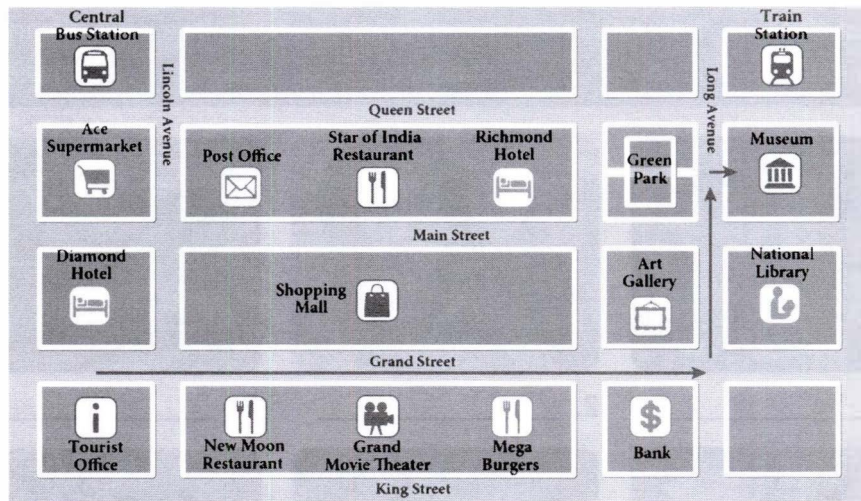 Central
Bus Station
Train
Station
Lincoln Avenue
Long Avenue
Queen Street
Ace
Supermarket
Post Office
Star of India
Restaurant
Richmond
Hotel
Green
Park
Museum
Main Street
Diamond
Hotel
Shopping
Mall
Art
Gallery
National
Library
Grand Street
i
Tourist
Office
New Moon
Restaurant
Grand
Movie Theater
Mega
Burgers
$
Bank
King Street